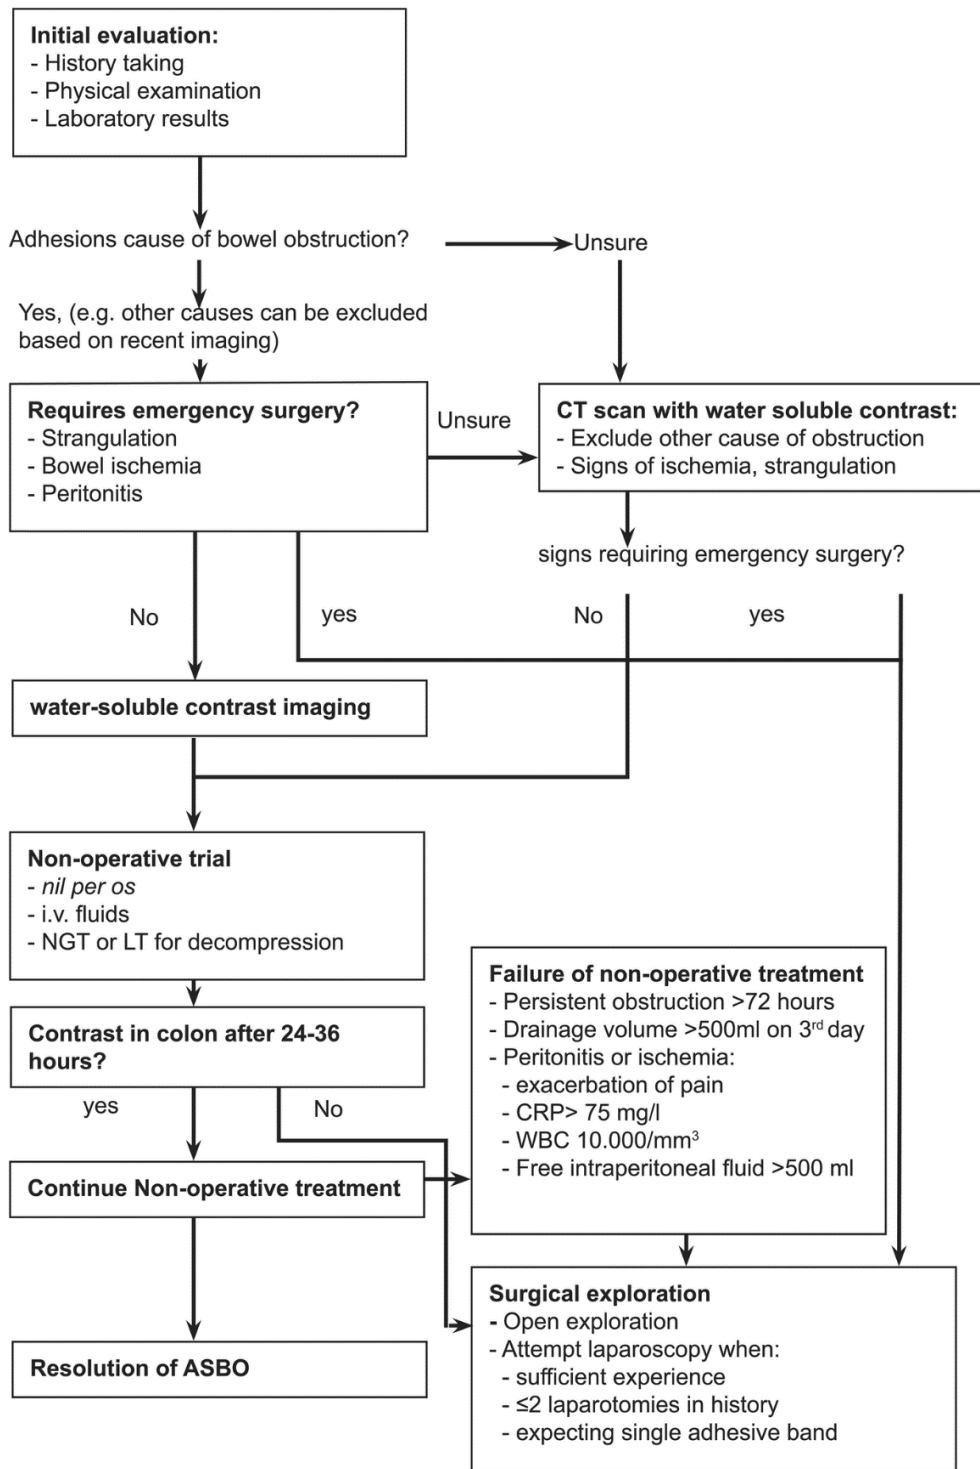 Initial evaluation:
- History taking
- Physical examination
- Laboratory results
Adhesions cause of bowel obstruction?
Unsure
Yes, (e.g. other causes can be excluded
based on recent imaging)
Requires emergency surgery?
- Strangulation
- Bowel ischemia
- Peritonitis
Unsure
CT scan with water soluble contrast:
- Exclude other cause of obstruction
- Signs of ischemia, strangulation
signs requiring emergency surgery?
No
yes
No
yes
water-soluble contrast imaging
Non-operative trial
- nil per os
- i.v. fluids
- NGT or LT for decompression
Contrast in colon after 24-36
hours?
yes
No
Continue Non-operative treatment
Failure of non-operative treatment
- Persistent obstruction >72 hours
- Drainage volume >500ml on 3rd day
- Peritonitis or ischemia:
- exacerbation of pain
- CRP> 75 mg/l
- WBC 10.000/mm³
- Free intraperitoneal fluid >500 ml
Resolution of ASBO
Surgical exploration
- Open exploration
- Attempt laparoscopy when:
- sufficient experience
- ≤2 laparotomies in history
- expecting single adhesive band